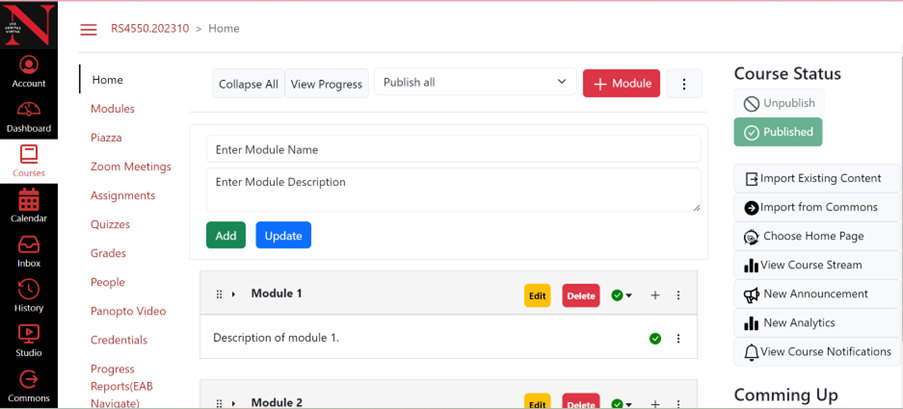 N
LUX VERITAS VIRTUS
Account
Dashboard
Courses
Calendar
Inbox
History
Studio
Commons
RS4550.202310 > Home
Home
Modules
Piazza
Zoom Meetings
Assignments
Quizzes
Grades
People
Panopto Video
Credentials
Progress
Reports(EAB
Navigate)
Collapse All View Progress Publish all + Module
Enter Module Name
Enter Module Description
Add Update
Module 1 Edit Delete
Description of module 1.
Module 2 Edit Delete
Course Status
Unpublish
Published
Import Existing Content
Import from Commons
Choose Home Page
View Course Stream
New Announcement
New Analytics
View Course Notifications
Comming Up